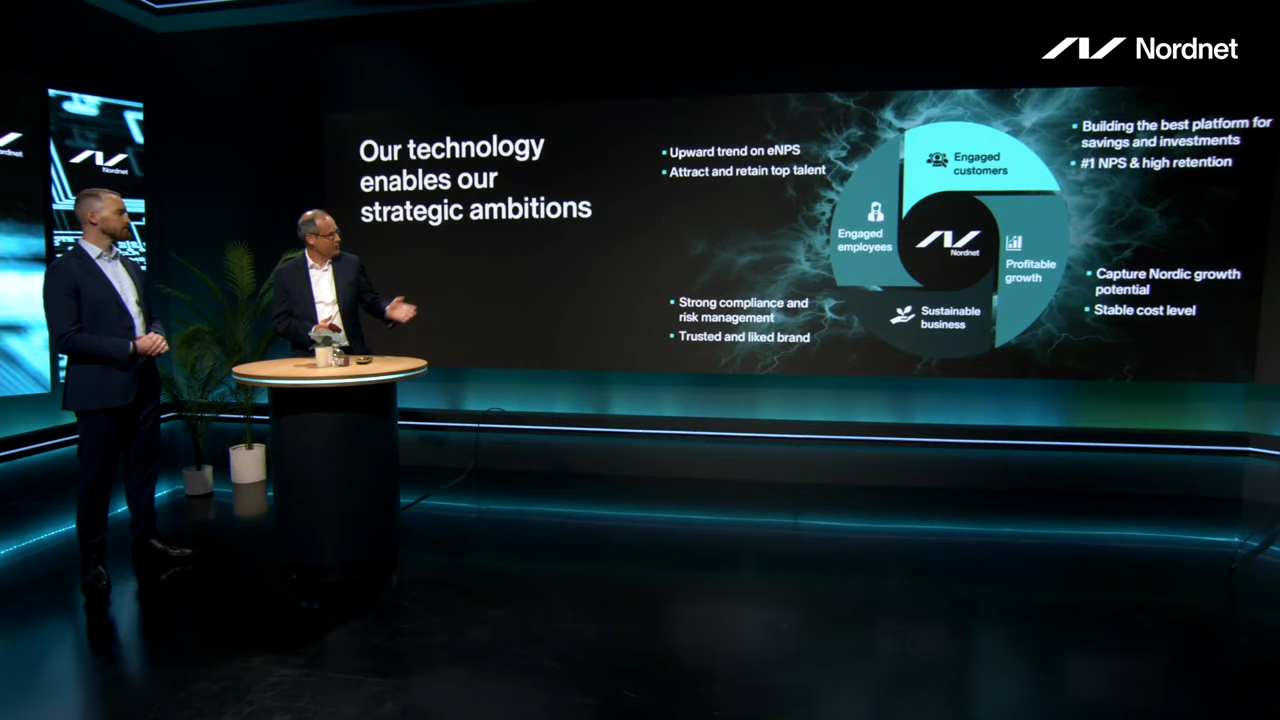 Nordnet
Nordnet
Our technology
enables our
strategic ambitions
Upward trend on eNPS
Attract and retain top talent
Engaged
customers
Building the best platform for
savings and investments
#1 NPS & high retention
Engaged
employees
Nordnet
Profitable
growth
Strong compliance and
risk management
Trusted and liked brand
Sustainable
business
Capture Nordic growth
potential
Stable cost level